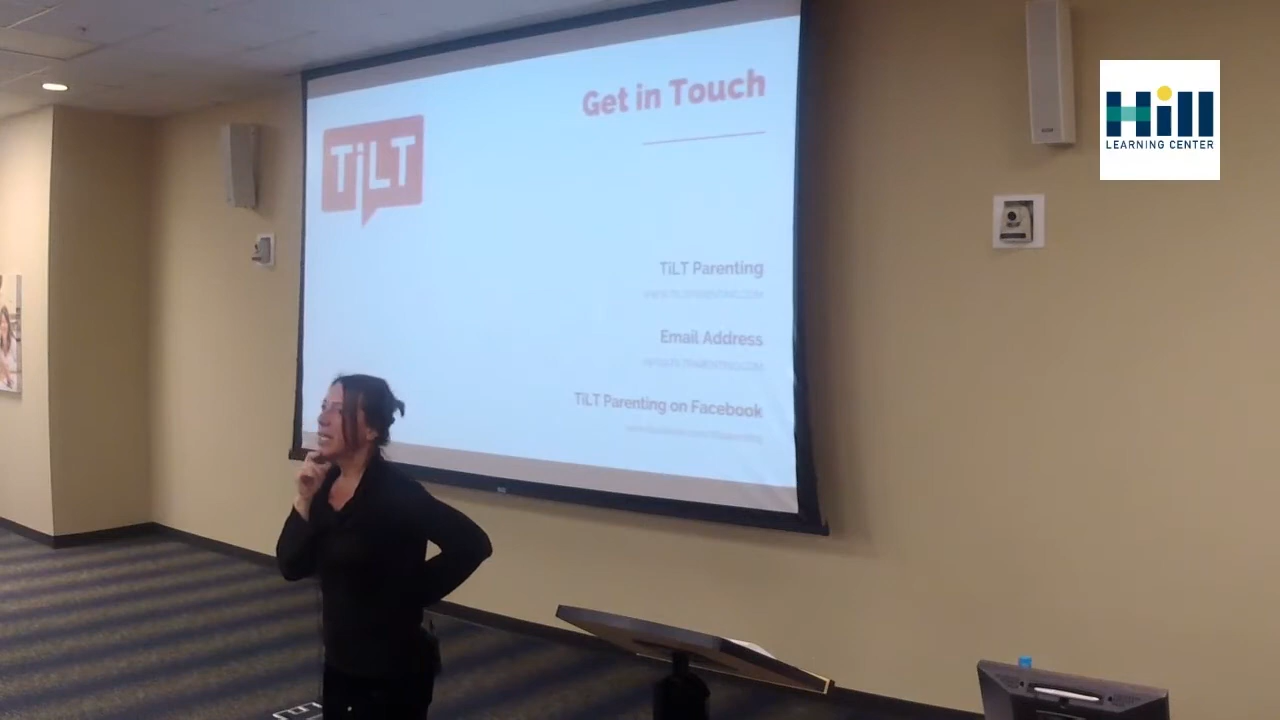 Get in Touch
TiLT
TiLT Parenting
Email Address
TiLT Parenting on Facebook
Hill
LEARNING CENTER